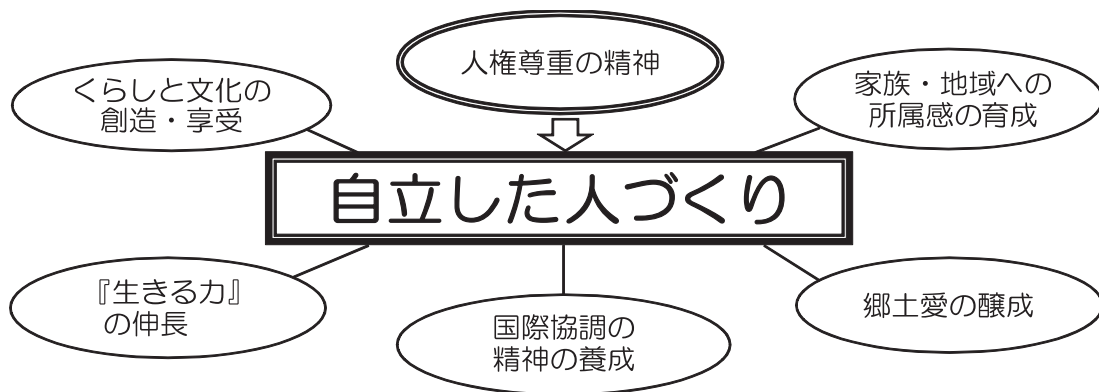 人権尊重の精神
くらしと文化の
創造・享受
家族・地域への
所属感の育成
自立した人づくり
『生きる力』
の伸長
国際協調の
精神の養成
郷土愛の醸成